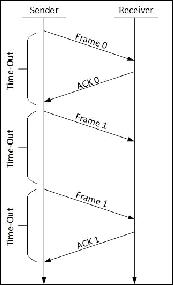 Sender Receiver
Frame 0
Time-Out
ACK 0
Frame 1
Time-Out
Frame 1
Time-Out
ACK 1